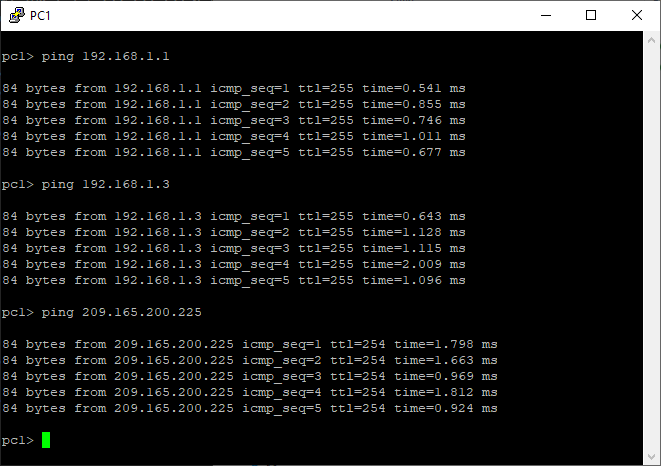 PC1
pc1> ping 192.168.1.1
84 bytes from 192.168.1.1 icmp_seq=1 ttl=255 time=0.541 ms
84 bytes from 192.168.1.1 icmp_seq=2 ttl=255 time=0.855 ms
84 bytes from 192.168.1.1 icmp_seq=3 ttl=255 time=0.746 ms
84 bytes from 192.168.1.1 icmp_seq=4 ttl=255 time=1.011 ms
84 bytes from 192.168.1.1 icmp_seq=5 ttl=255 time=0.677 ms
pc1> ping 192.168.1.3
84 bytes from 192.168.1.3 icmp_seq=1 ttl=255 time=0.643 ms
84 bytes from 192.168.1.3 icmp_seq=2 ttl=255 time=1.128 ms
84 bytes from 192.168.1.3 icmp_seq=3 ttl=255 time=1.115 ms
84 bytes from 192.168.1.3 icmp_seq=4 ttl=255 time=2.009 ms
84 bytes from 192.168.1.3 icmp_seq=5 ttl=255 time=1.096 ms
pc1> ping 209.165.200.225
84 bytes from 209.165.200.225 icmp_seq=1 ttl=254 time=1.798 ms
84 bytes from 209.165.200.225 icmp_seq=2 ttl=254 time=1.663 ms
84 bytes from 209.165.200.225 icmp_seq=3 ttl=254 time=0.969 ms
84 bytes from 209.165.200.225 icmp_seq=4 ttl=254 time=1.812 ms
84 bytes from 209.165.200.225 icmp_seq=5 ttl=254 time=0.924 ms
pc1>